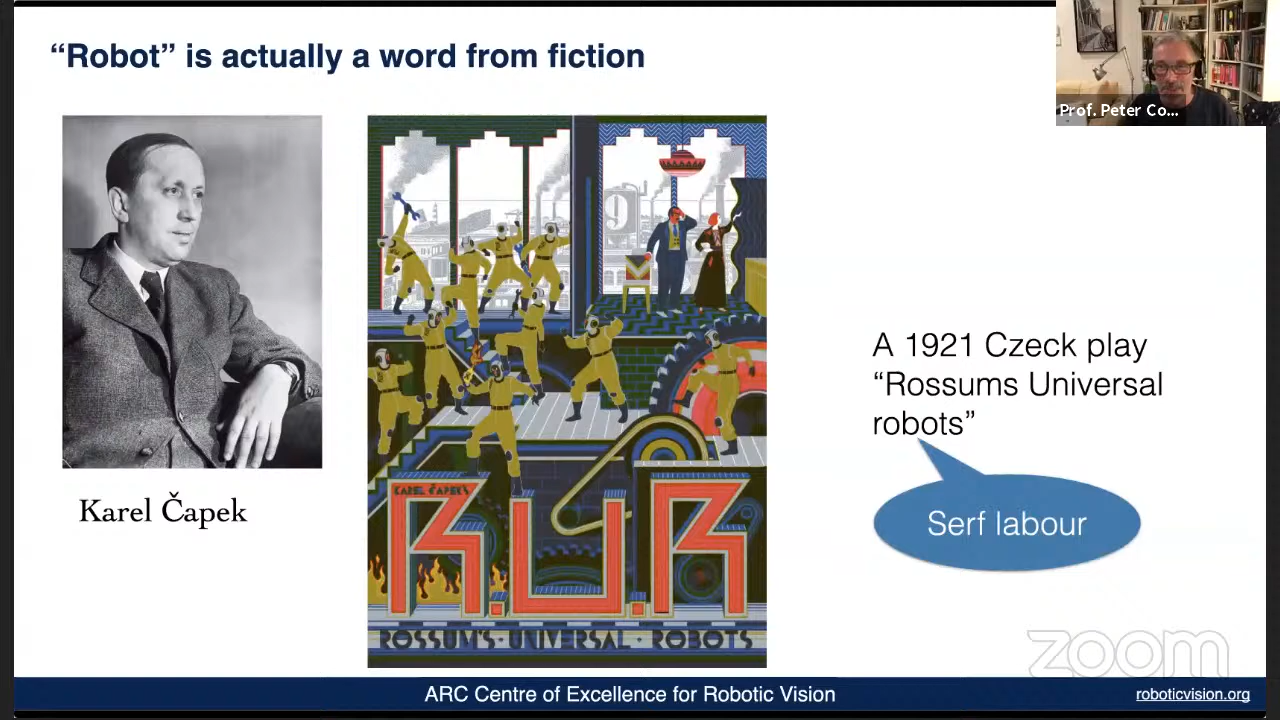 “Robot” is actually a word from fiction
Prof. Peter Co...
9
KAREL ČAPEK'S
R.U.R
ROSSUM'S · UNIVERSAL · ROBOTS
Karel Čapek
A 1921 Czeck play
“Rossums Universal
robots”
Serf labour
zoom
ARC Centre of Excellence for Robotic Vision
roboticvision.org